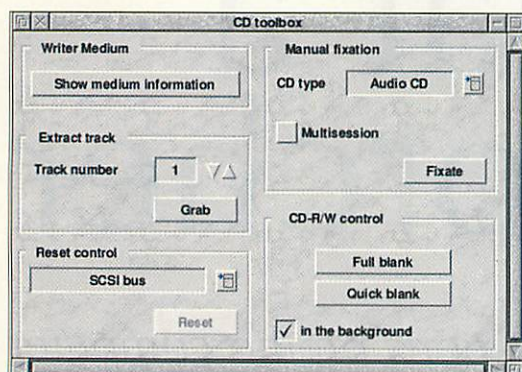 CD toolbox
Writer Medium
Show medium information
Extract track
Track number 1
Grab
Reset control
SCSI bus
Reset
Manual fixation
CD type Audio CD
Multisession
Fixate
CD-R/W control
Full blank
Quick blank
in the background